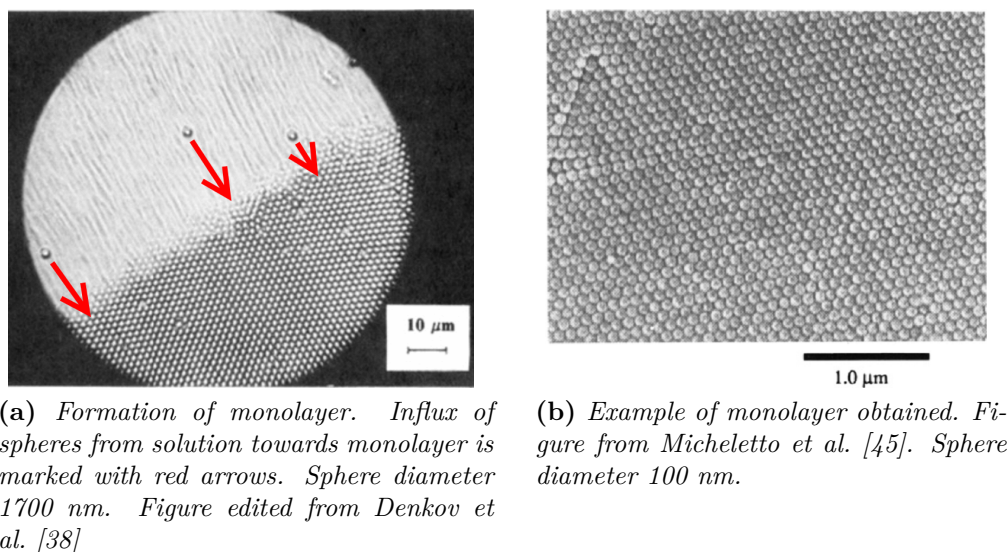 10 μm
1.0 μm
(a) Formation of monolayer. Influx of
spheres from solution towards monolayer is
marked with red arrows. Sphere diameter
1700 nm. Figure edited from Denkov et
al. [38]
(b) Example of monolayer obtained. Fi-
gure from Micheletto et al. [45]. Sphere
diameter 100 nm.